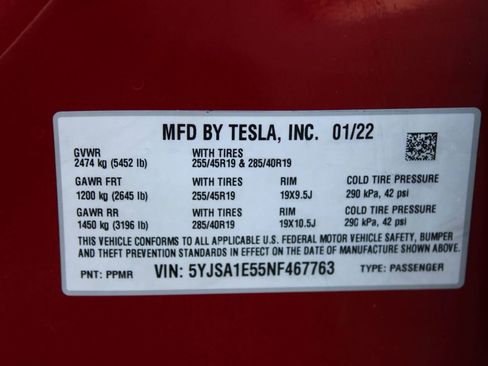 MFD BY TESLA, INC. 01/22
GVWR WITH TIRES
2474 kg (5452 lb) 255/45R19 & 285/40R19
GAWR FRT WITH TIRES RIM COLD TIRE PRESSURE
1200 kg (2645 lb) 255/45R19 19X9.5J 290 kPa, 42 psi
GAWR RR WITH TIRES RIM COLD TIRE PRESSURE
1450 kg (3196 lb) 285/40R19 19X10.5J 290 kPa, 42 psi
THIS VEHICLE CONFORMS TO ALL APPLICABLE U.S. FEDERAL MOTOR VEHICLE SAFETY, BUMPER
AND THEFT PREVENTION STANDARDS IN EFFECT ON THE DATE OF MANUFACTURE SHOWN ABOVE.
PNT: PPMR VIN: 5YJSA1E55NF467763 TYPE: PASSENGER